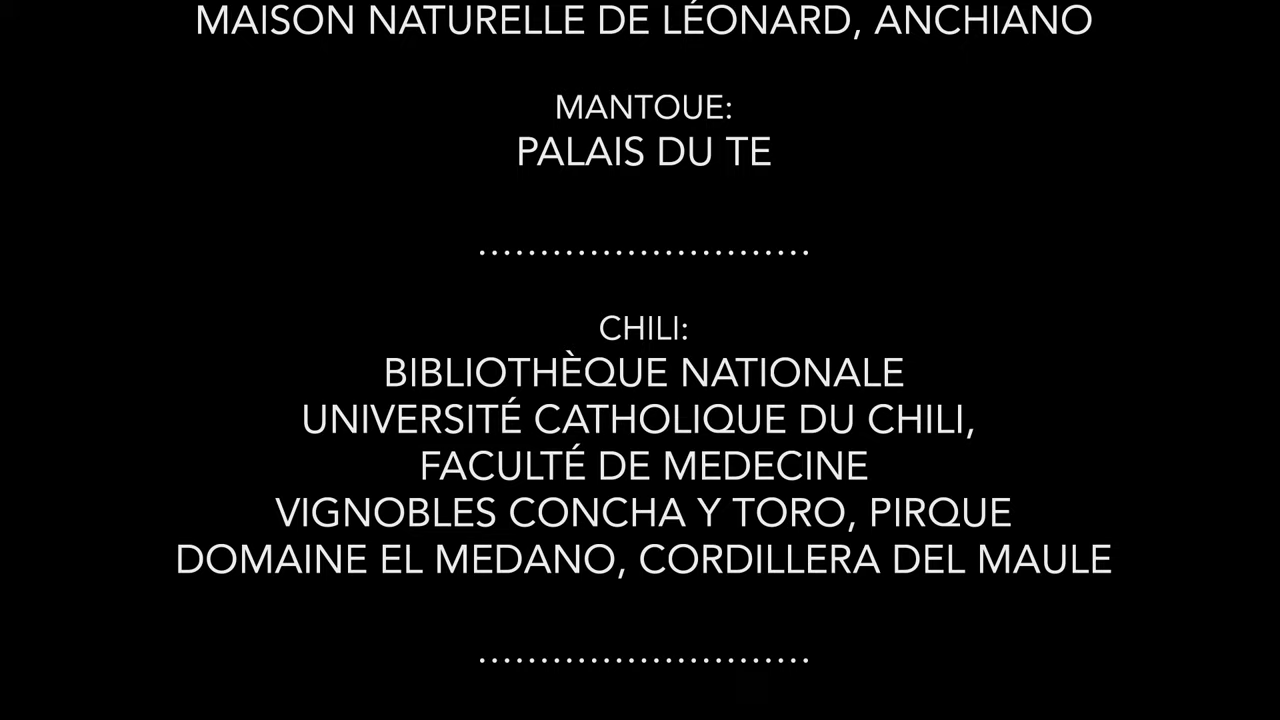 MAISON NATURELLE DE LÉONARD, ANCHIANO
MANTOUE:
PALAIS DU TE
...........................
CHILI:
BIBLIOTHÈQUE NATIONALE
UNIVERSITÉ CATHOLIQUE DU CHILI,
FACULTÉ DE MEDECINE
VIGNOBLES CONCHA Y TORO, PIRQUE
DOMAINE EL MEDANO, CORDILLERA DEL MAULE
...........................